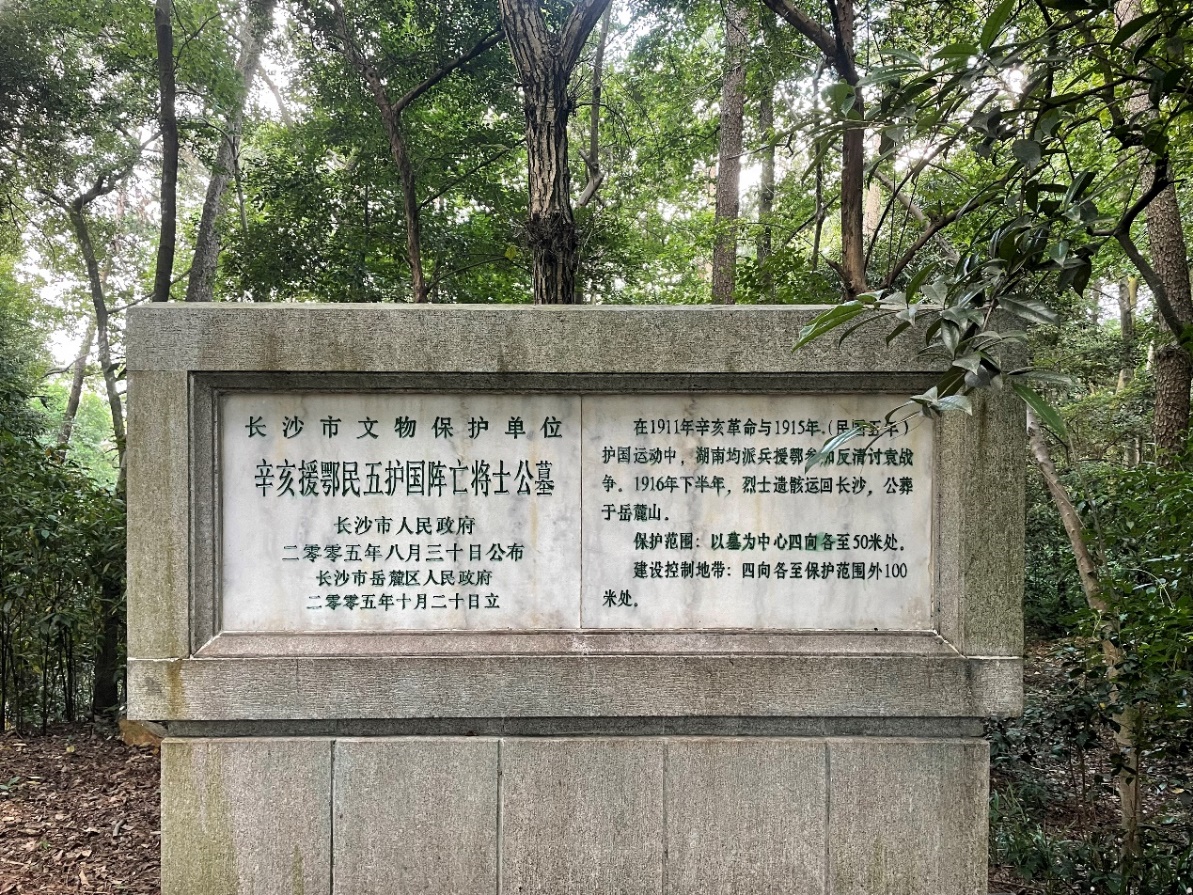 长沙市文物保护单位
辛亥援鄂民五护国阵亡将士公墓
长沙市人民政府
二零零五年八月三十日公布
长沙市岳麓区人民政府
二零零五年十月二十日立
在1911年辛亥革命与1915年.(民国五年)
护国运动中，湖南均派兵援鄂参和反清讨袁战
争。1916年下半年，烈士遗骸运回长沙，公葬
于岳麓山。
保护范围：以墓为中心四向各至50米处。
建设控制地带：四向各至保护范围外100
米处。